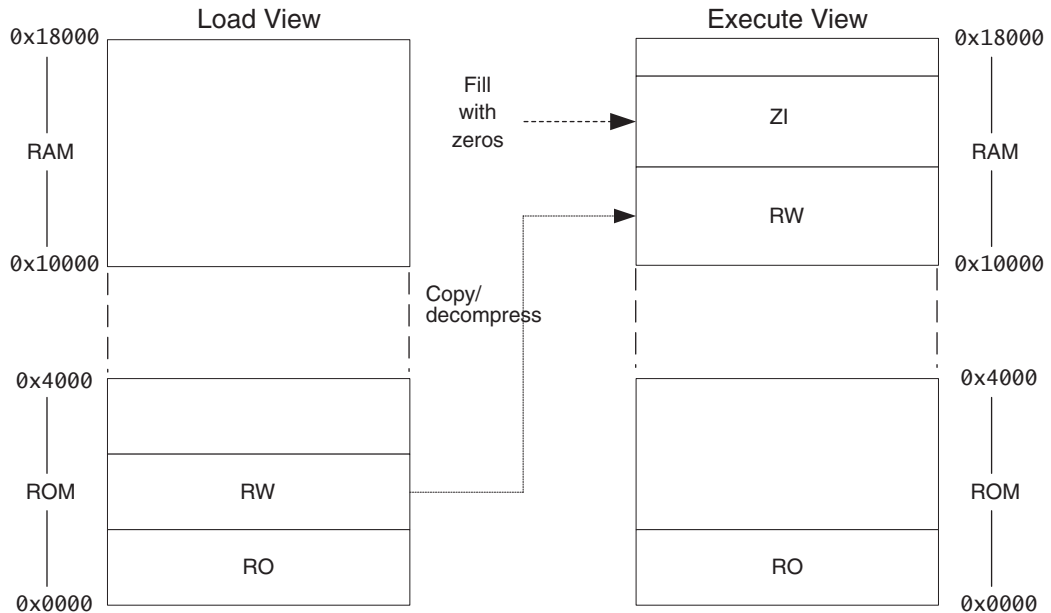 Load View
Execute View
0x18000
0x18000
Fill
with
zeros
ZI
RAM
RAM
RW
0x10000
0x10000
Copy/
decompress
0x4000
0x4000
ROM
RW
ROM
RO
RO
0x0000
0x0000